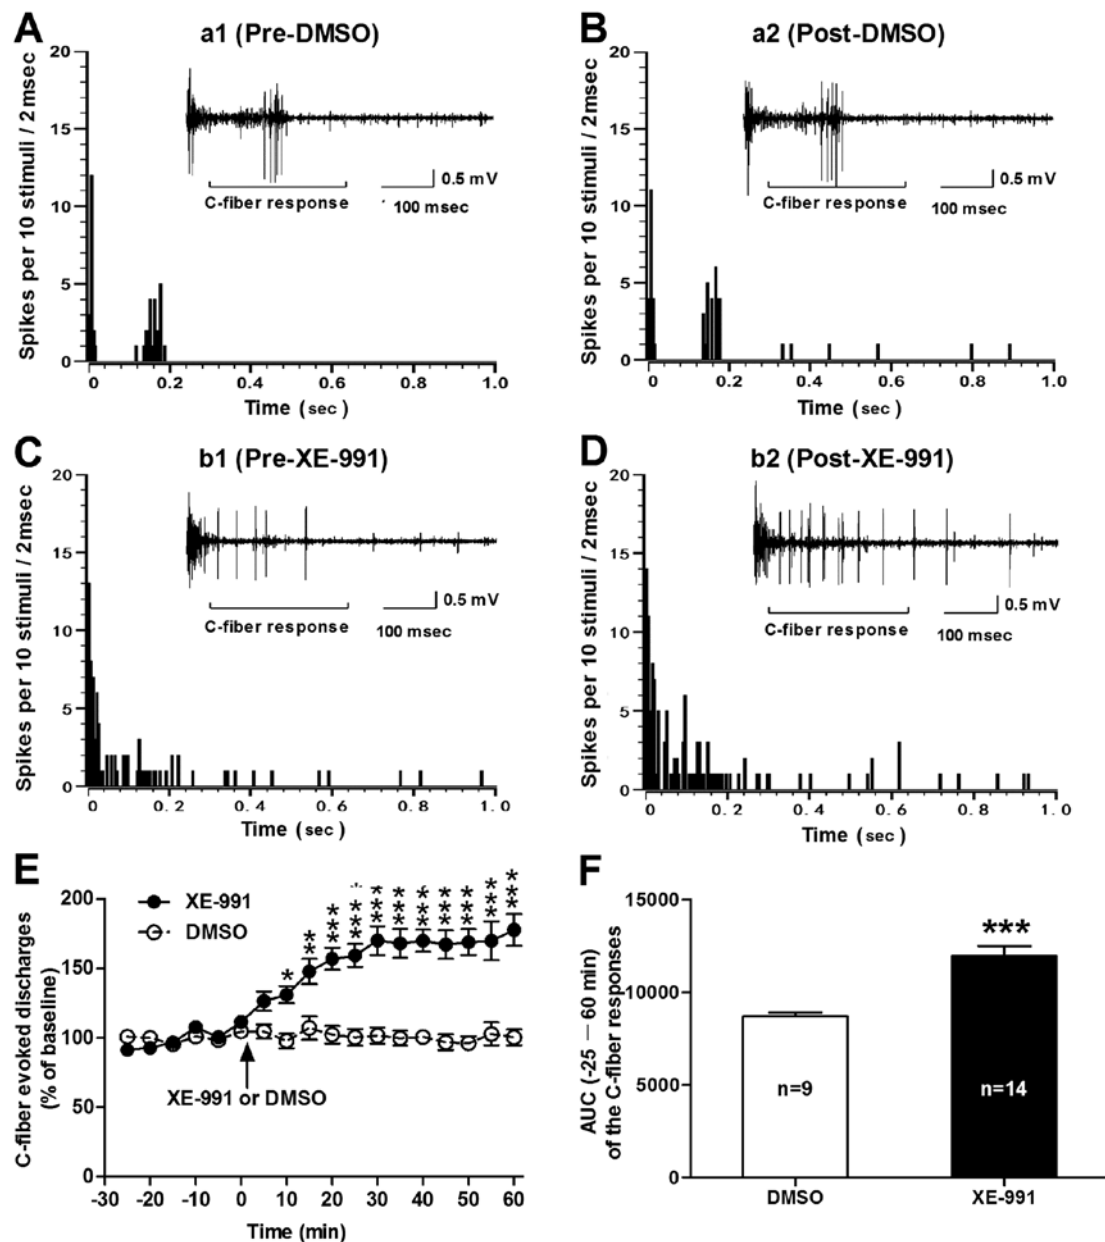 A
a1 (Pre-DMSO)
Spikes per 10 stimuli / 2msec
20
15
10
5
0
0.5 mV
C-fiber response
100 msec
0 0.2 0.4 0.6 0.8 1.0
Time (sec)
B
a2 (Post-DMSO)
Spikes per 10 stimuli / 2msec
20
15
10
5
0
0.5 mV
C-fiber response
100 msec
0 0.2 0.4 0.6 0.8 1.0
Time (sec)
C
b1 (Pre-XE-991)
Spikes per 10 stimuli / 2msec
20
15
10
5
0
0.5 mV
C-fiber response
100 msec
0 0.2 0.4 0.6 0.8 1.0
Time (sec)
D
b2 (Post-XE-991)
Spikes per 10 stimuli / 2msec
20
15
10
5
0
0.5 mV
C-fiber response
100 msec
0 0.2 0.4 0.6 0.8 1.0
Time (sec)
E
C-fiber evoked discharges
(% of baseline)
200
150
100
50
0
XE-991
DMSO
* ** *** *** *** *** *** *** *** *** ***
XE-991 or DMSO
-30 -20 -10 0 10 20 30 40 50 60
Time (min)
F
AUC (-25 — 60 min)
of the C-fiber responses
15000
10000
5000
0
***
n=9
n=14
DMSO
XE-991